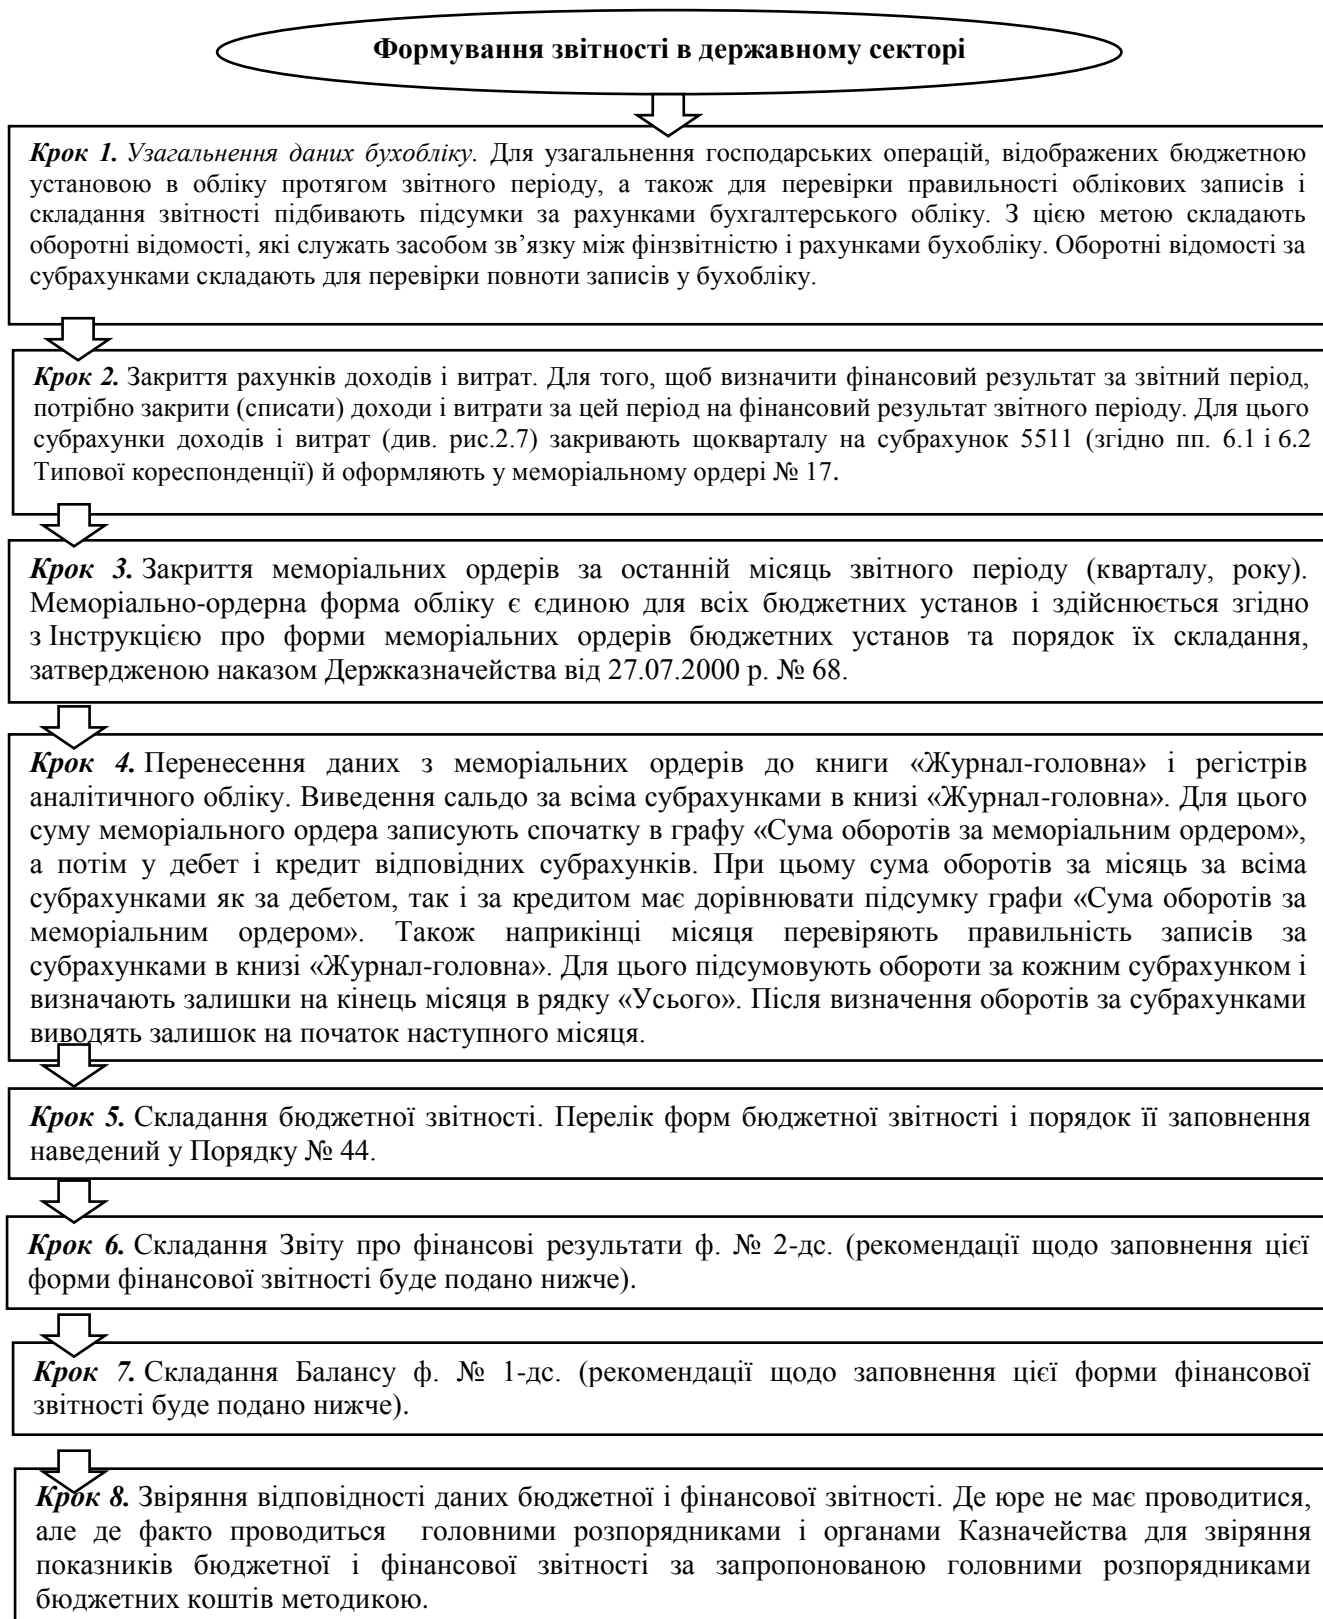 Формування звітності в державному секторі
Крок 1. Узагальнення даних бухобліку. Для узагальнення господарських операцій, відображених бюджетною
установою в обліку протягом звітного періоду, а також для перевірки правильності облікових записів і
складання звітності підбивають підсумки за рахунками бухгалтерського обліку. З цією метою складають
оборотні відомості, які служать засобом зв’язку між фінзвітністю і рахунками бухобліку. Оборотні відомості за
субрахунками складають для перевірки повноти записів у бухобліку.
Крок 2. Закриття рахунків доходів і витрат. Для того, щоб визначити фінансовий результат за звітний період,
потрібно закрити (списати) доходи і витрати за цей період на фінансовий результат звітного періоду. Для цього
субрахунки доходів і витрат (див. рис.2.7) закривають щокварталу на субрахунок 5511 (згідно пп. 6.1 і 6.2
Типової кореспонденції) й оформляють у меморіальному ордері № 17.
Крок 3. Закриття меморіальних ордерів за останній місяць звітного періоду (кварталу, року).
Меморіально-ордерна форма обліку є єдиною для всіх бюджетних установ і здійснюється згідно
з Інструкцією про форми меморіальних ордерів бюджетних установ та порядок їх складання,
затвердженою наказом Держказначейства від 27.07.2000 р. № 68.
Крок 4. Перенесення даних з меморіальних ордерів до книги «Журнал-головна» і регістрів
аналітичного обліку. Виведення сальдо за всіма субрахунками в книзі «Журнал-головна». Для цього
суму меморіального ордера записують спочатку в графу «Сума оборотів за меморіальним ордером»,
а потім у дебет і кредит відповідних субрахунків. При цьому сума оборотів за місяць за всіма
субрахунками як за дебетом, так і за кредитом має дорівнювати підсумку графи «Сума оборотів за
меморіальним ордером». Також наприкінці місяця перевіряють правильність записів за
субрахунками в книзі «Журнал-головна». Для цього підсумовують обороти за кожним субрахунком і
визначають залишки на кінець місяця в рядку «Усього». Після визначення оборотів за субрахунками
виводять залишок на початок наступного місяця.
Крок 5. Складання бюджетної звітності. Перелік форм бюджетної звітності і порядок її заповнення
наведений у Порядку № 44.
Крок 6. Складання Звіту про фінансові результати ф. № 2-дс. (рекомендації щодо заповнення цієї
форми фінансової звітності буде подано нижче).
Крок 7. Складання Балансу ф. № 1-дс. (рекомендації щодо заповнення цієї форми фінансової
звітності буде подано нижче).
Крок 8. Звіряння відповідності даних бюджетної і фінансової звітності. Де юре не має проводитися,
але де факто проводиться головними розпорядниками і органами Казначейства для звіряння
показників бюджетної і фінансової звітності за запропонованою головними розпорядниками
бюджетних коштів методикою.